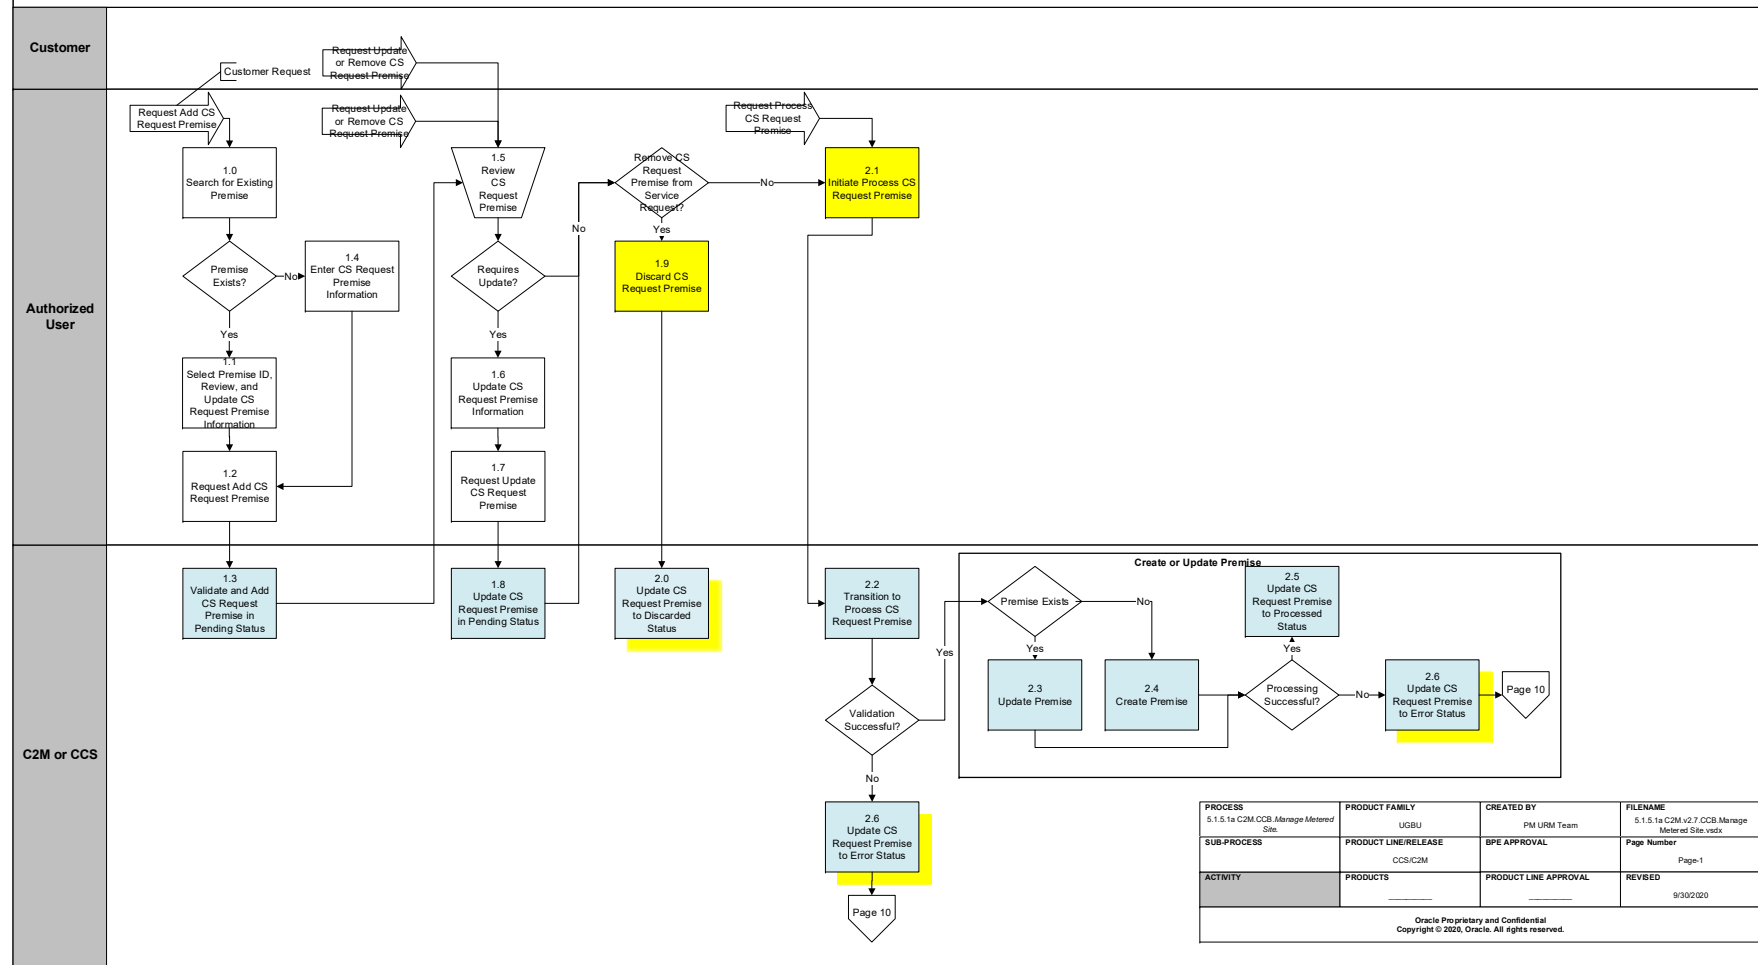 Customer
Customer Request
Request Update
or Remove CS
Request Premise
Authorized
User
Request Add CS
Request Premise
Request Update
or Remove CS
Request Premise
Request Process
CS Request
Premise
1.0
Search for Existing
Premise
Premise
Exists?
No
1.4
Enter CS Request
Premise
Information
Yes
1.1
Select Premise ID,
Review, and
Update CS
Request Premise
Information
1.2
Request Add CS
Request Premise
1.5
Review
CS
Request
Premise
Requires
Update?
No
Yes
1.6
Update CS
Request Premise
Information
1.7
Request Update
CS Request
Premise
Remove CS
Request
Premise from
Service
Request?
No
Yes
1.9
Discard CS
Request Premise
2.1
Initiate Process CS
Request Premise
C2M or CCS
1.3
Validate and Add
CS Request
Premise in
Pending Status
1.8
Update CS
Request Premise
in Pending Status
2.0
Update CS
Request Premise
to Discarded
Status
2.2
Transition to
Process CS
Request Premise
Validation
Successful?
Yes
No
2.6
Update CS
Request Premise
to Error Status
Page 10
Create or Update Premise
Premise Exists
No
Yes
2.3
Update Premise
2.4
Create Premise
2.5
Update CS
Request Premise
to Processed
Status
Yes
Processing
Successful?
No
2.6
Update CS
Request Premise
to Error Status
Page 10
PROCESS
5.1.5.1a C2M.CCB.Manage Metered
Site.
PRODUCT FAMILY
UGBU
CREATED BY
PM URM Team
FILENAME
5.1.5.1a C2M.v2.7.CCB.Manage
Metered Site.vsdx
SUB-PROCESS
PRODUCT LINE/RELEASE
CCS/C2M
BPE APPROVAL
Page Number
Page-1
ACTIVITY
PRODUCTS
PRODUCT LINE APPROVAL
REVISED
9/30/2020
Oracle Proprietary and Confidential
Copyright © 2020, Oracle. All rights reserved.